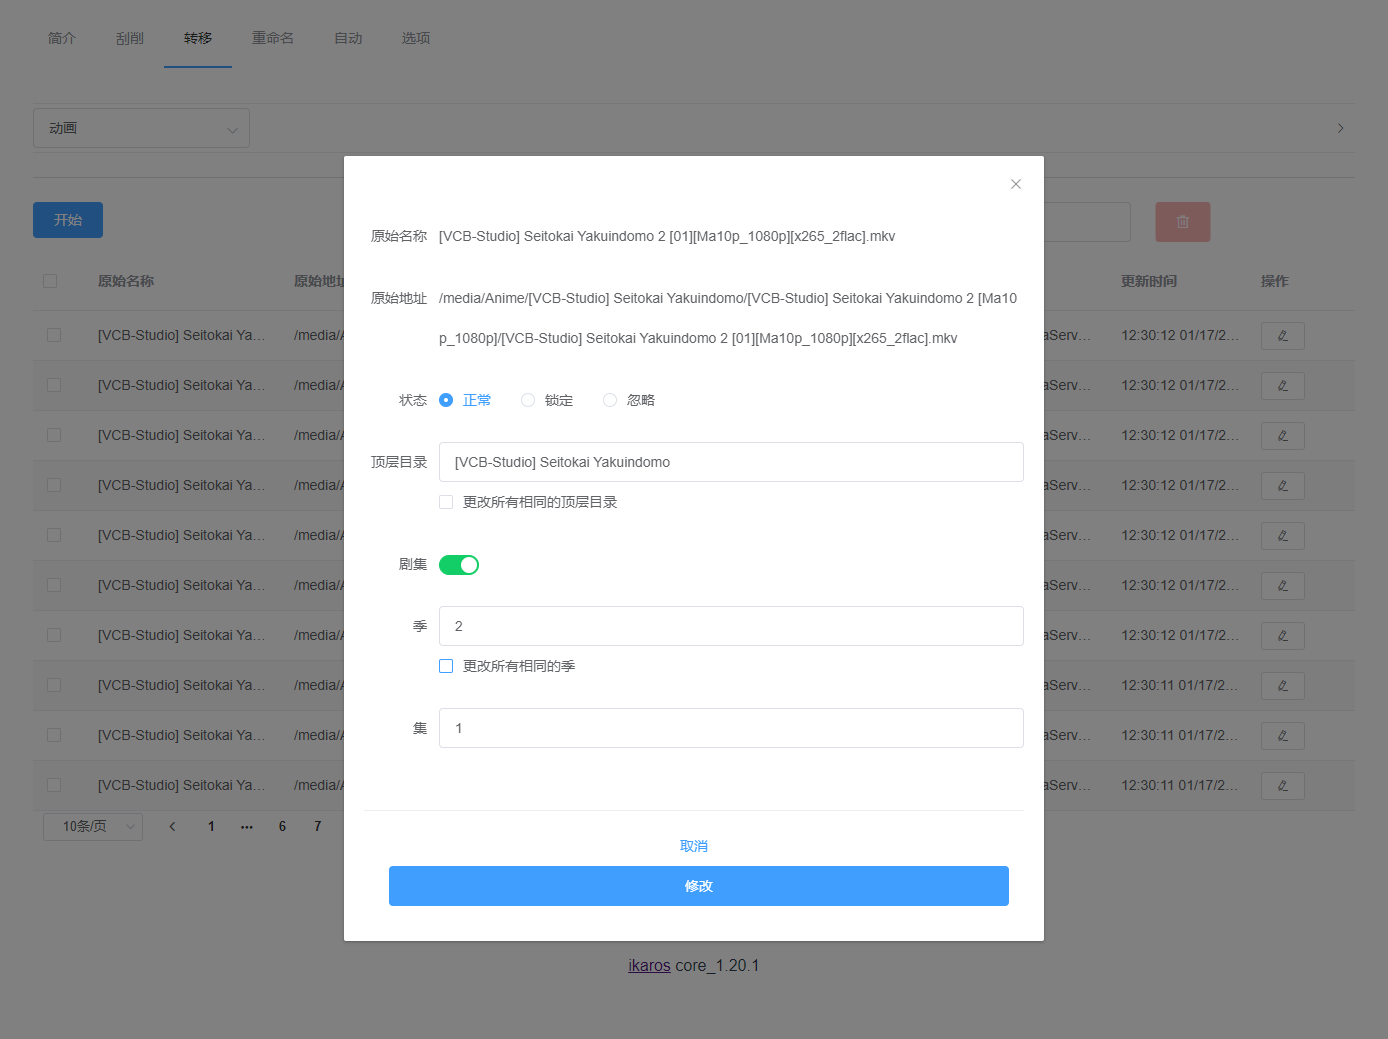 简介 刮削 转移 重命名 自动 选项
动画
开始
原始名称 [VCB-Studio] Seitokai Yakuindomo 2 [01][Ma10p_1080p][x265_2flac].mkv
原始地址 /media/Anime/[VCB-Studio] Seitokai Yakuindomo/[VCB-Studio] Seitokai Yakuindomo 2 [Ma10
p_1080p]/[VCB-Studio] Seitokai Yakuindomo 2 [01][Ma10p_1080p][x265_2flac].mkv
状态 正常 锁定 忽略
顶层目录 [VCB-Studio] Seitokai Yakuindomo
更改所有相同的顶层目录
剧集
季 2
更改所有相同的季
集 1
取消
修改
原始名称 原始地址 更新时间 操作
[VCB-Studio] Seitokai Ya... /media/A aServ... 12:30:12 01/17/2...
[VCB-Studio] Seitokai Ya... /media/A aServ... 12:30:12 01/17/2...
[VCB-Studio] Seitokai Ya... /media/A aServ... 12:30:12 01/17/2...
[VCB-Studio] Seitokai Ya... /media/A aServ... 12:30:12 01/17/2...
[VCB-Studio] Seitokai Ya... /media/A aServ... 12:30:12 01/17/2...
[VCB-Studio] Seitokai Ya... /media/A aServ... 12:30:12 01/17/2...
[VCB-Studio] Seitokai Ya... /media/A aServ... 12:30:12 01/17/2...
[VCB-Studio] Seitokai Ya... /media/A aServ... 12:30:11 01/17/2...
[VCB-Studio] Seitokai Ya... /media/A aServ... 12:30:11 01/17/2...
[VCB-Studio] Seitokai Ya... /media/A aServ... 12:30:11 01/17/2...
10条/页 1 ... 6 7
ikaros core_1.20.1